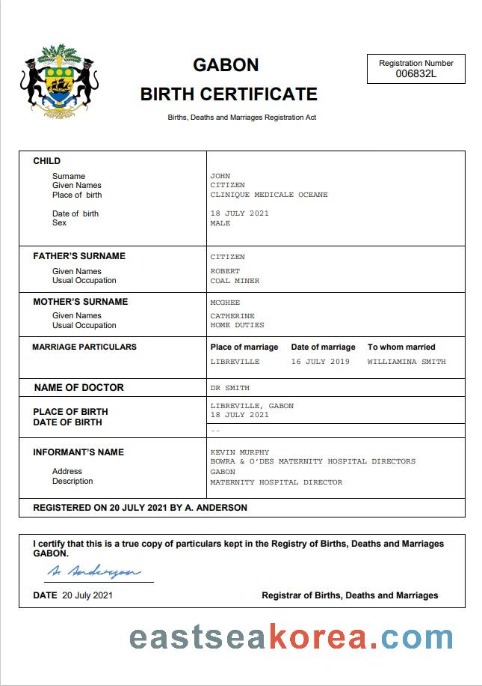 GABON
BIRTH CERTIFICATE
Births, Deaths and Marriages Registration Act
Registration Number
006832L
CHILD
Surname JOHN
Given Names CITIZEN
Place of birth CLINIQUE MEDICALE OCEANE
Date of birth 18 JULY 2021
Sex MALE
FATHER'S SURNAME CITIZEN
Given Names ROBERT
Usual Occupation COAL MINER
MOTHER'S SURNAME MCGHEE
Given Names CATHERINE
Usual Occupation HOME DUTIES
MARRIAGE PARTICULARS Place of marriage Date of marriage To whom married
LIBREVILLE 16 JULY 2019 WILLIAMINA SMITH
NAME OF DOCTOR DR SMITH
PLACE OF BIRTH LIBREVILLE, GABON
DATE OF BIRTH 18 JULY 2021
--
INFORMANT'S NAME KEVIN MURPHY
BOWRA & O'DES MATERNITY HOSPITAL DIRECTORS
Address GABON
Description MATERNITY HOSPITAL DIRECTOR
REGISTERED ON 20 JULY 2021 BY A. ANDERSON
I certify that this is a true copy of particulars kept in the Registry of Births, Deaths and Marriages
GABON.
A. Anderson
DATE 20 July 2021 Registrar of Births, Deaths and Marriages
eastseakorea.com